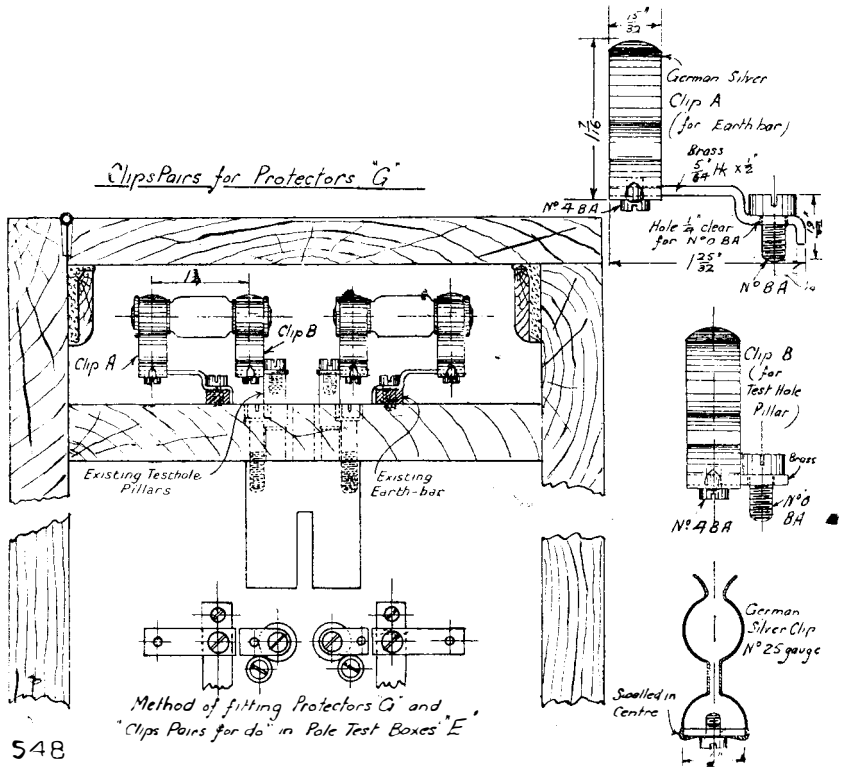 Clips Pairs for Protectors "G"
15"
32
1 7/16
German Silver
Clip A
(for Earth bar)
Brass
5/64" Hk x 1/2"
Nº 4 BA
Hole 1/4" clear
for Nº 0 BA
1 25/32"
Nº 0 BA
1 3/4"
Clip A
Clip B
Existing Testhole
Pillars
Existing
Earth-bar
Clip B
(for
Test Hole
Pillar)
Brass
Nº 0
BA
Nº 4 BA
German
Silver Clip
Nº 25 gauge
Swelled in
Centre
Method of fitting Protectors "G" and
"Clips Pairs for do" in Pole Test Boxes "E"
548